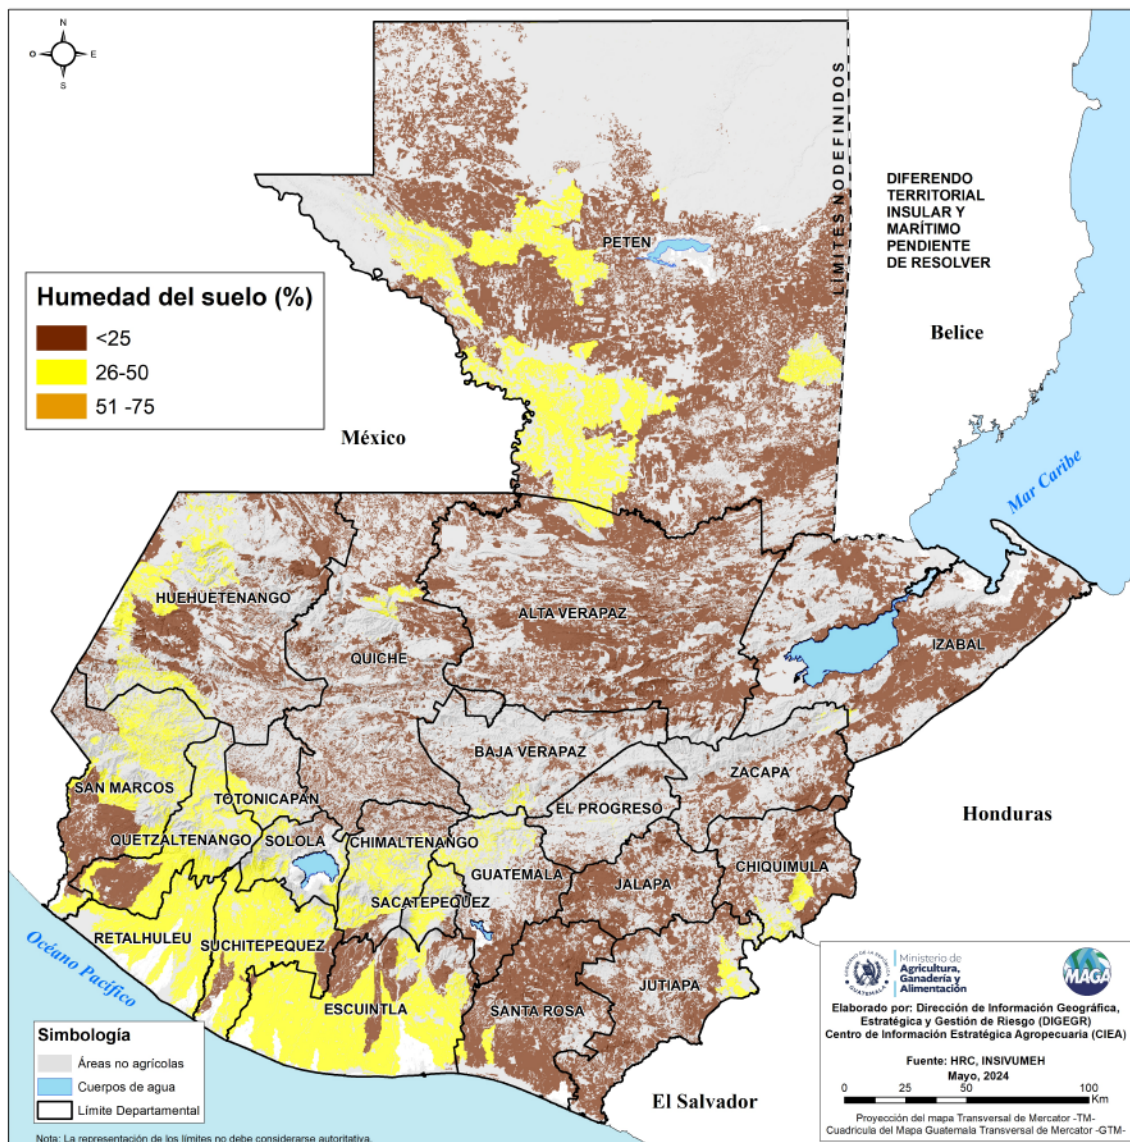 N
O
E
S
LÍMITES NO DEFINIDOS
DIFERENDO
TERRITORIAL
INSULAR Y
MARÍTIMO
PENDIENTE
DE RESOLVER
PETEN
Humedad del suelo (%)
<25
26-50
51 -75
Belice
México
Mar Caribe
HUEHUETENANGO
ALTA VERAPAZ
QUICHE
IZABAL
BAJA VERAPAZ
ZACAPA
SAN MARCOS
TOTONICAPAN
EL PROGRESO
Honduras
QUETZALTENANGO
SOLOLA
CHIMALTENANGO
GUATEMALA
CHIQUIMULA
JALAPA
SACATEPEQUEZ
RETALHULEU
SUCHITEPEQUEZ
Océano Pacífico
ESCUINTLA
SANTA ROSA
JUTIAPA
El Salvador
Simbología
Áreas no agrícolas
Cuerpos de agua
Límite Departamental
Nota: La representación de los límites no debe considerarse autoritativa.
GOBIERNO DE LA REPÚBLICA
GUATEMALA
Ministerio de
Agricultura,
Ganadería y
Alimentación
MAGA
Elaborado por: Dirección de Información Geográfica,
Estratégica y Gestión de Riesgo (DIGEGR)
Centro de Información Estratégica Agropecuaria (CIEA)
Fuente: HRC, INSIVUMEH
Mayo, 2024
0 25 50 100
Km
Proyección del mapa Transversal de Mercator -TM-
Cuadricula del Mapa Guatemala Transversal de Mercator -GTM-